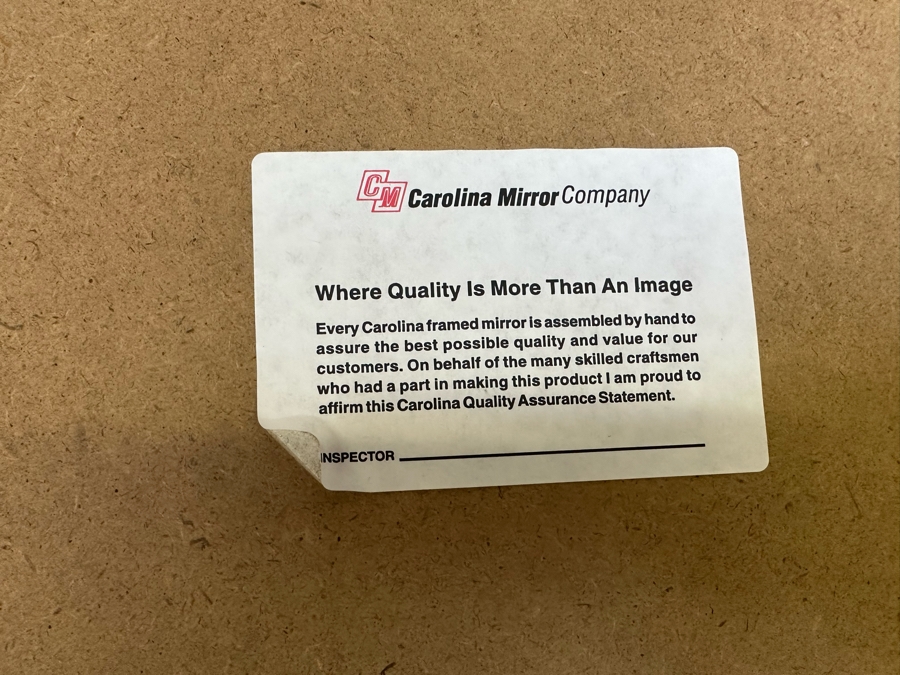 CM Carolina Mirror Company
Where Quality Is More Than An Image
Every Carolina framed mirror is assembled by hand to
assure the best possible quality and value for our
customers. On behalf of the many skilled craftsmen
who had a part in making this product I am proud to
affirm this Carolina Quality Assurance Statement.
INSPECTOR